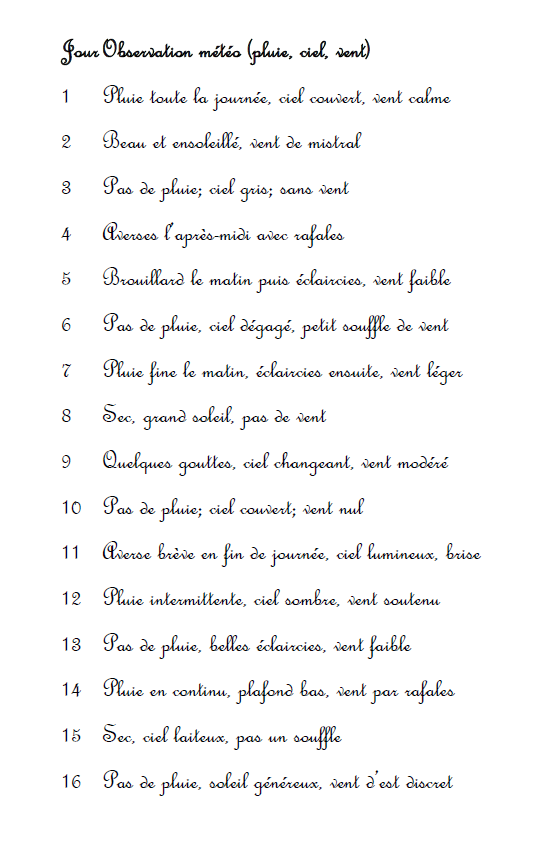 Jour Observation météo (pluie, ciel, vent)
1 Pluie toute la journée, ciel couvert, vent calme
2 Beau et ensoleillé, vent de mistral
3 Pas de pluie; ciel gris; sans vent
4 Averses l'après-midi avec rafales
5 Brouillard le matin puis éclaircies, vent faible
6 Pas de pluie, ciel dégagé, petit souffle de vent
7 Pluie fine le matin, éclaircies ensuite, vent léger
8 Sec, grand soleil, pas de vent
9 Quelques gouttes, ciel changeant, vent modéré
10 Pas de pluie; ciel couvert; vent nul
11 Averse brève en fin de journée, ciel lumineux, brise
12 Pluie intermittente, ciel sombre, vent soutenu
13 Pas de pluie, belles éclaircies, vent faible
14 Pluie en continu, plafond bas, vent par rafales
15 Sec, ciel laiteux, pas un souffle
16 Pas de pluie, soleil généreux, vent d'est discret